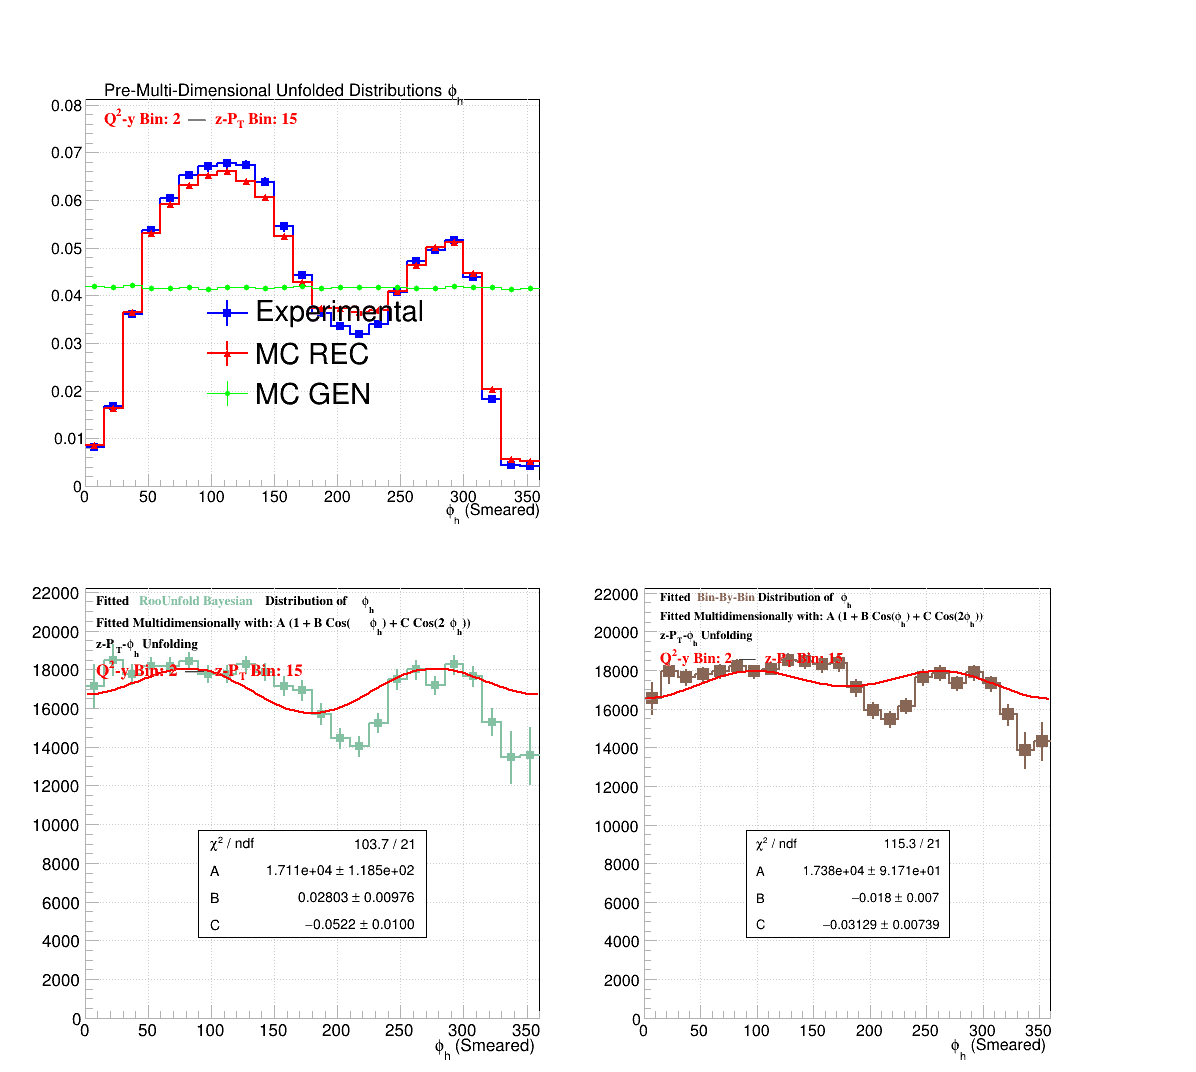 Pre-Multi-Dimensional Unfolded Distributions ϕh
Q2-y Bin: 2 — z-PT Bin: 15
0.08
0.07
0.06
0.05
0.04
0.03
0.02
0.01
0
Experimental
MC REC
MC GEN
0 50 100 150 200 250 300 350
ϕh (Smeared)
Fitted RooUnfold Bayesian Distribution of ϕh
Fitted Multidimensionally with: A (1 + B Cos( ϕh) + C Cos(2 ϕh))
z-PT-ϕh Unfolding
Q2-y Bin: 2 — z-PT Bin: 15
22000
20000
18000
16000
14000
12000
10000
8000
6000
4000
2000
0
χ2 / ndf 103.7 / 21
A 1.711e+04 ± 1.185e+02
B 0.02803 ± 0.00976
C −0.0522 ± 0.0100
0 50 100 150 200 250 300 350
ϕh (Smeared)
Fitted Bin-By-Bin Distribution of ϕh
Fitted Multidimensionally with: A (1 + B Cos(ϕh) + C Cos(2ϕh))
z-PT-ϕh Unfolding
Q2-y Bin: 2 — z-PT Bin: 15
22000
20000
18000
16000
14000
12000
10000
8000
6000
4000
2000
0
χ2 / ndf 115.3 / 21
A 1.738e+04 ± 9.171e+01
B −0.018 ± 0.007
C −0.03129 ± 0.00739
0 50 100 150 200 250 300 350
ϕh (Smeared)